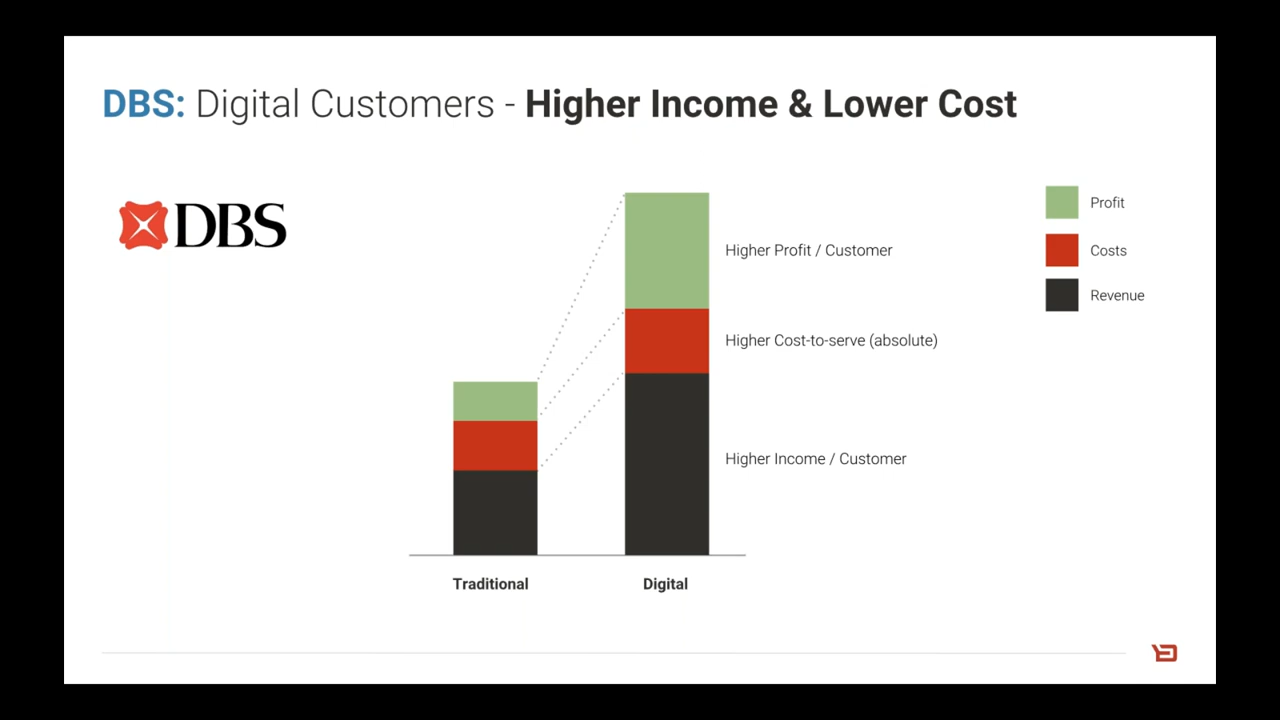 DBS: Digital Customers - Higher Income & Lower Cost
DBS
Profit
Costs
Revenue
Higher Profit / Customer
Higher Cost-to-serve (absolute)
Higher Income / Customer
Traditional
Digital